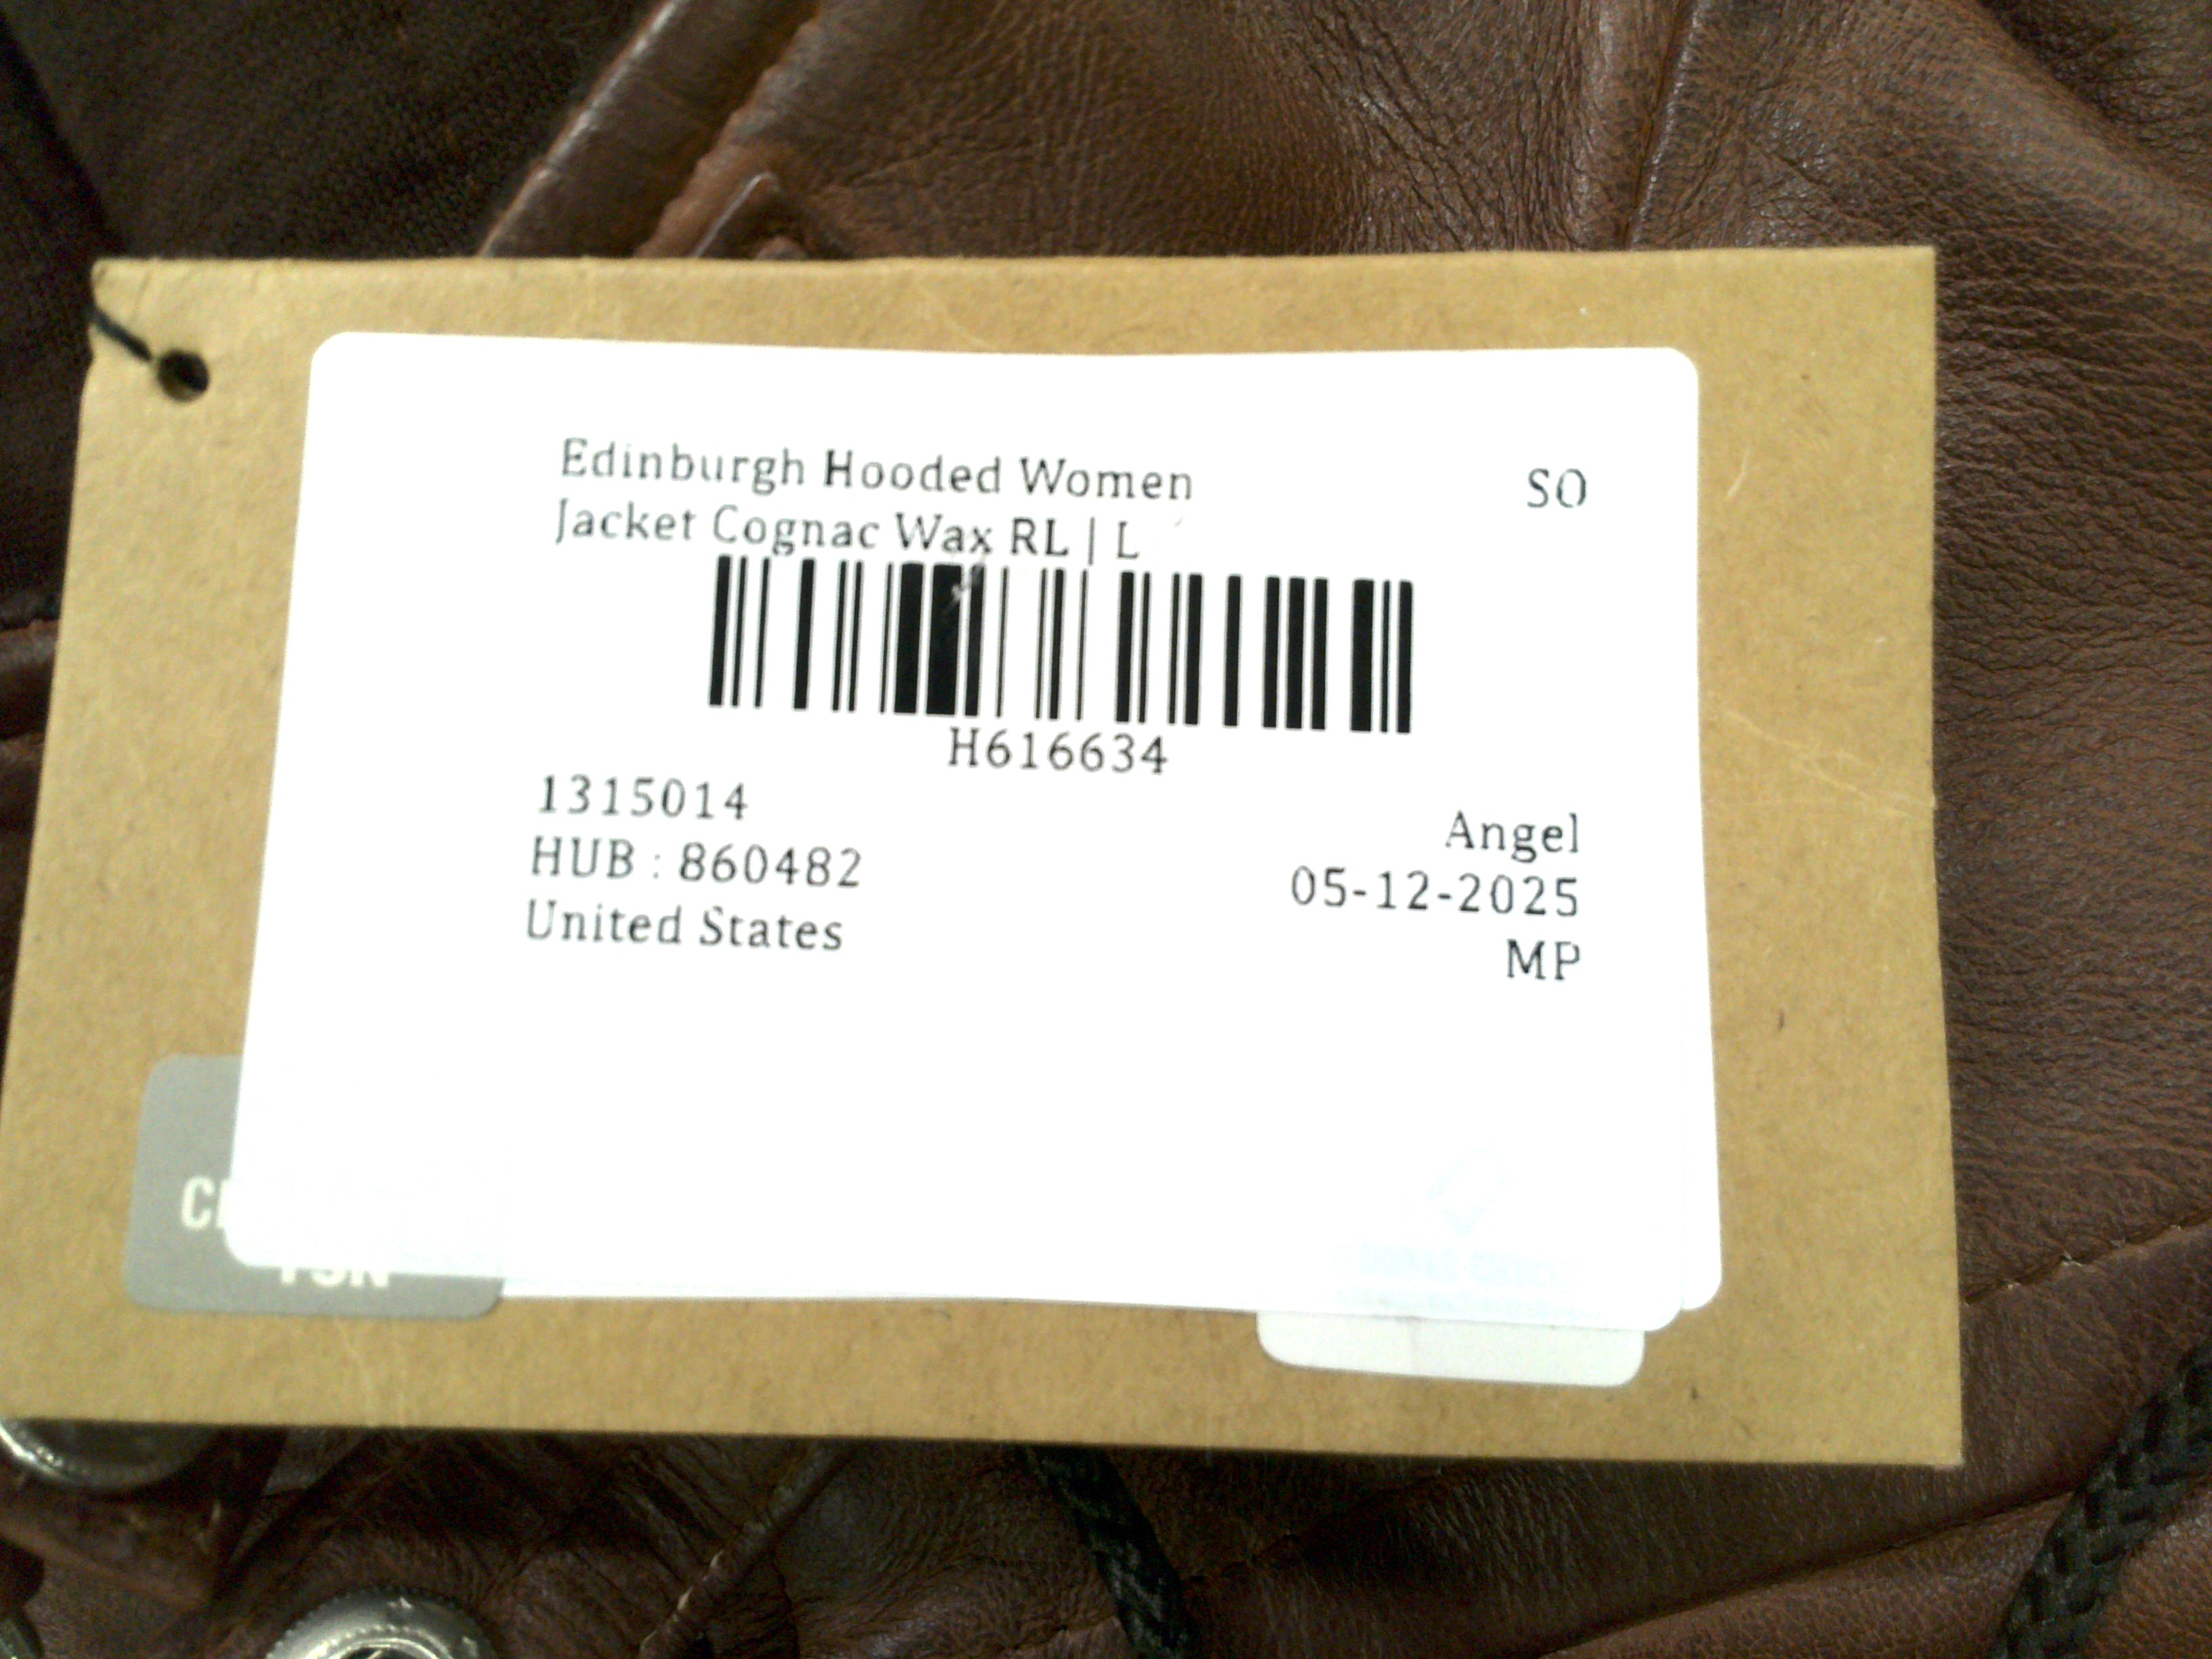 Edinburgh Hooded Women
Jacket Cognac Wax RL | L
SO
H616634
1315014
HUB : 860482
United States
Angel
05-12-2025
MP